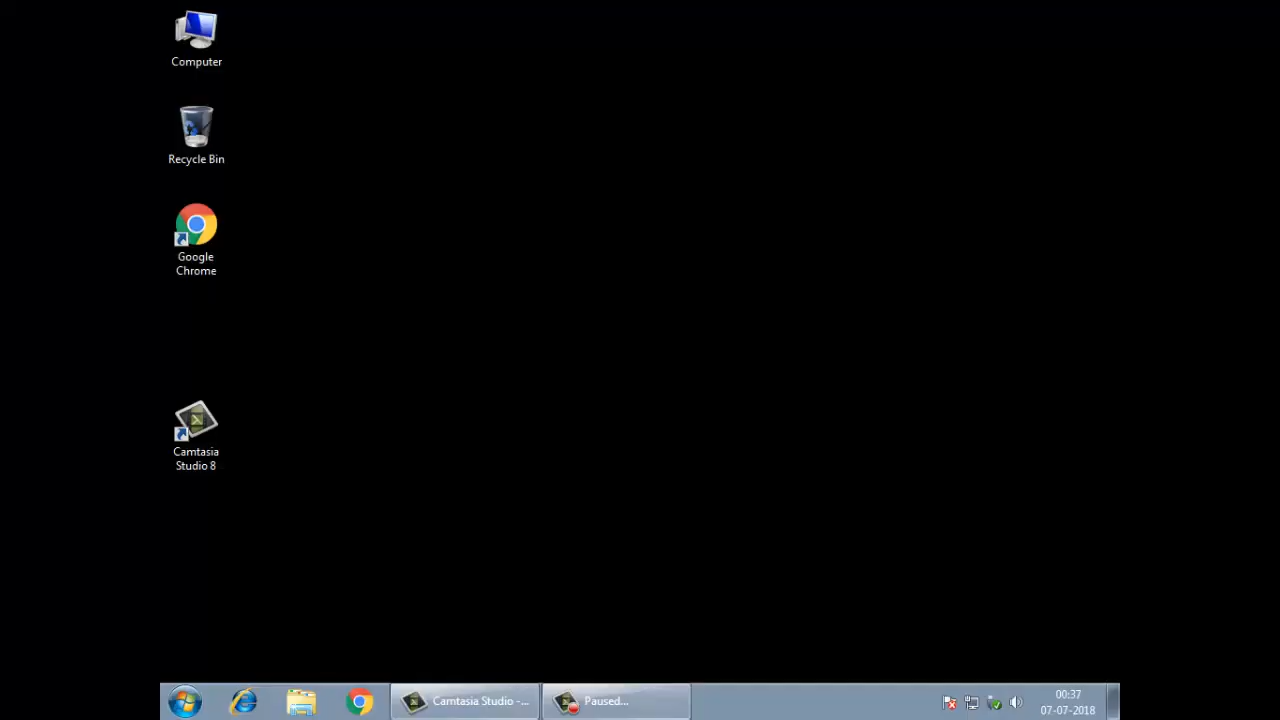 Computer
Recycle Bin
Google
Chrome
Camtasia
Studio 8
Camtasia Studio -...
Paused...
00:37
07-07-2018